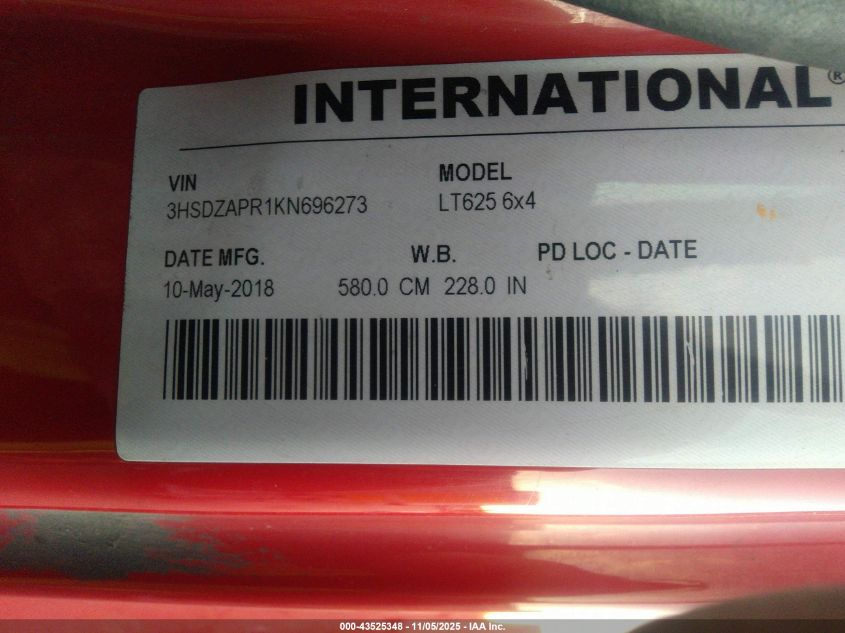 INTERNATIONAL®
VIN MODEL
3HSDZAPR1KN696273 LT625 6x4
DATE MFG. W.B. PD LOC - DATE
10-May-2018 580.0 CM 228.0 IN
000-43525348 - 11/05/2025 - IAA Inc.